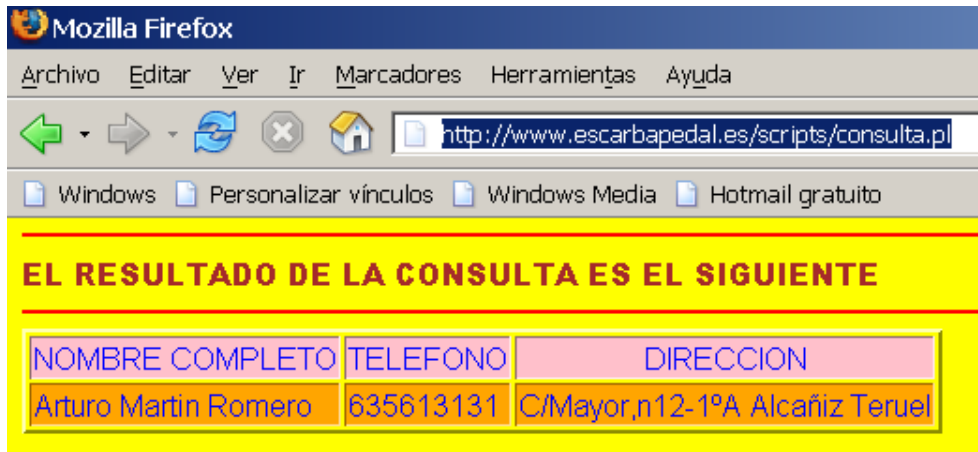 Mozilla Firefox
Archivo Editar Ver Ir Marcadores Herramientas Ayuda
http://www.escarbapedal.es/scripts/consulta.pl
Windows Personalizar vínculos Windows Media Hotmail gratuito
EL RESULTADO DE LA CONSULTA ES EL SIGUIENTE
NOMBRE COMPLETO TELEFONO DIRECCION
Arturo Martin Romero 635613131 C/Mayor,n12-1ºA Alcañiz Teruel